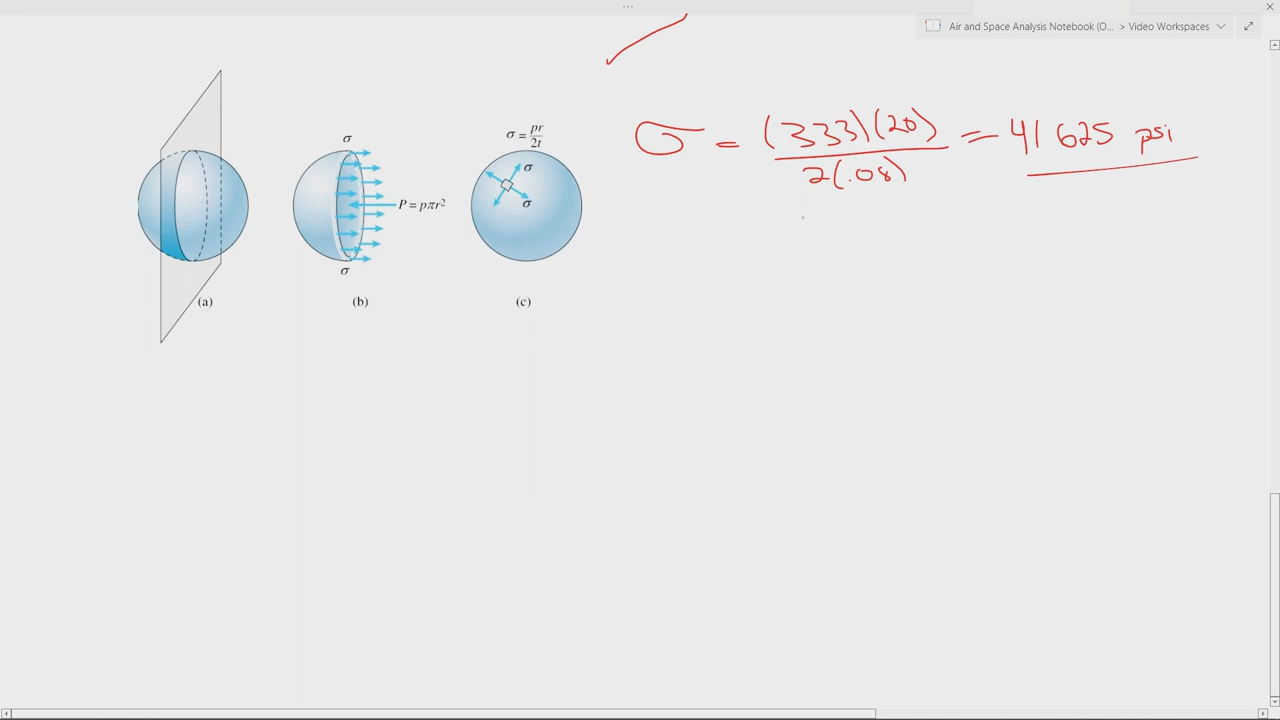 Air and Space Analysis Notebook (O... > Video Workspaces
σ = (333)(20) / 2(.08) = 41 625 psi
σ
σ
P = pπr²
(b)
(a)
σ = pr/2t
σ
σ
(c)